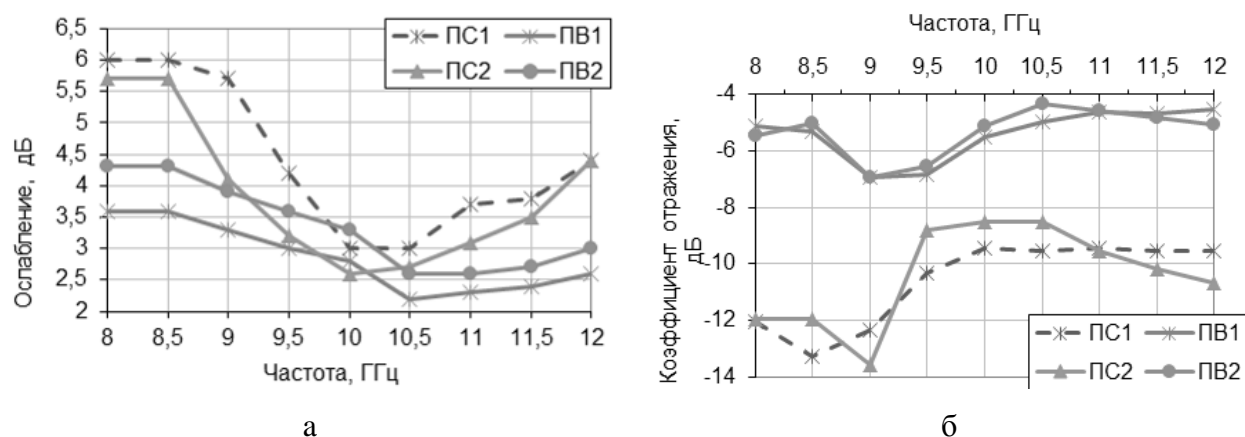 6,5
6
5,5
5
4,5
4
3,5
3
2,5
2
Ослабление, дБ
8 8,5 9 9,5 10 10,5 11 11,5 12
Частота, ГГц
ПС1 ПВ1
ПС2 ПВ2
а
Частота, ГГц
8 8,5 9 9,5 10 10,5 11 11,5 12
-4
-6
-8
-10
-12
-14
Коэффициент отражения,
дБ
ПС1 ПВ1
ПС2 ПВ2
б